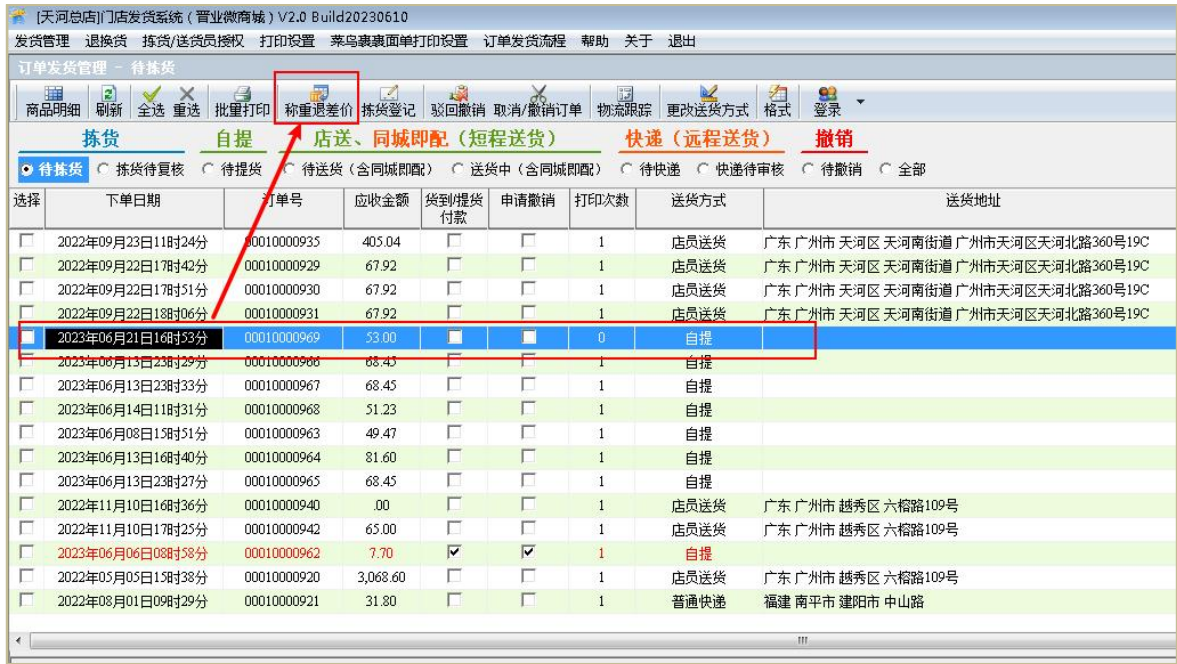 [天河总店]门店发货系统（晋业微商城）V2.0 Build20230610
发货管理 退换货 拣货/送货员授权 打印设置 菜鸟裹裹面单打印设置 订单发货流程 帮助 关于 退出
订单发货管理 - 待拣货
商品明细 刷新 全选 重选 批量打印 称重退差价 拣货登记 驳回撤销 取消/撤销订单 物流跟踪 更改送货方式 格式 登录
拣货 自提 店送、同城即配（短程送货） 快递（远程送货） 撤销
待拣货 拣货待复核 待提货 待送货（含同城即配） 送货中（含同城即配） 待快递 快递待审核 待撤销 全部
选择 下单日期 订单号 应收金额 货到/提货付款 申请撤销 打印次数 送货方式 送货地址
2022年09月23日11时24分 00010000935 405.04 1 店员送货 广东 广州市 天河区 天河南街道 广州市天河区天河北路360号19C
2022年09月22日17时42分 00010000929 67.92 1 店员送货 广东 广州市 天河区 天河南街道 广州市天河区天河北路360号19C
2022年09月22日17时51分 00010000930 67.92 1 店员送货 广东 广州市 天河区 天河南街道 广州市天河区天河北路360号19C
2022年09月22日18时06分 00010000931 67.92 1 店员送货 广东 广州市 天河区 天河南街道 广州市天河区天河北路360号19C
2023年06月21日16时53分 00010000969 53.00 0 自提
2023年06月13日23时29分 00010000966 68.45 1 自提
2023年06月13日23时33分 00010000967 68.45 1 自提
2023年06月14日11时31分 00010000968 51.23 1 自提
2023年06月08日15时51分 00010000963 49.47 1 自提
2023年06月13日16时40分 00010000964 81.60 1 自提
2023年06月13日23时27分 00010000965 68.45 1 自提
2022年11月10日16时36分 00010000940 .00 1 店员送货 广东 广州市 越秀区 六榕路109号
2022年11月10日17时25分 00010000942 65.00 1 店员送货 广东 广州市 越秀区 六榕路109号
2023年06月06日08时58分 00010000962 7.70 1 自提
2022年05月05日15时38分 00010000920 3,068.60 1 店员送货 广东 广州市 越秀区 六榕路109号
2022年08月01日09时29分 00010000921 31.80 1 普通快递 福建 南平市 建阳市 中山路